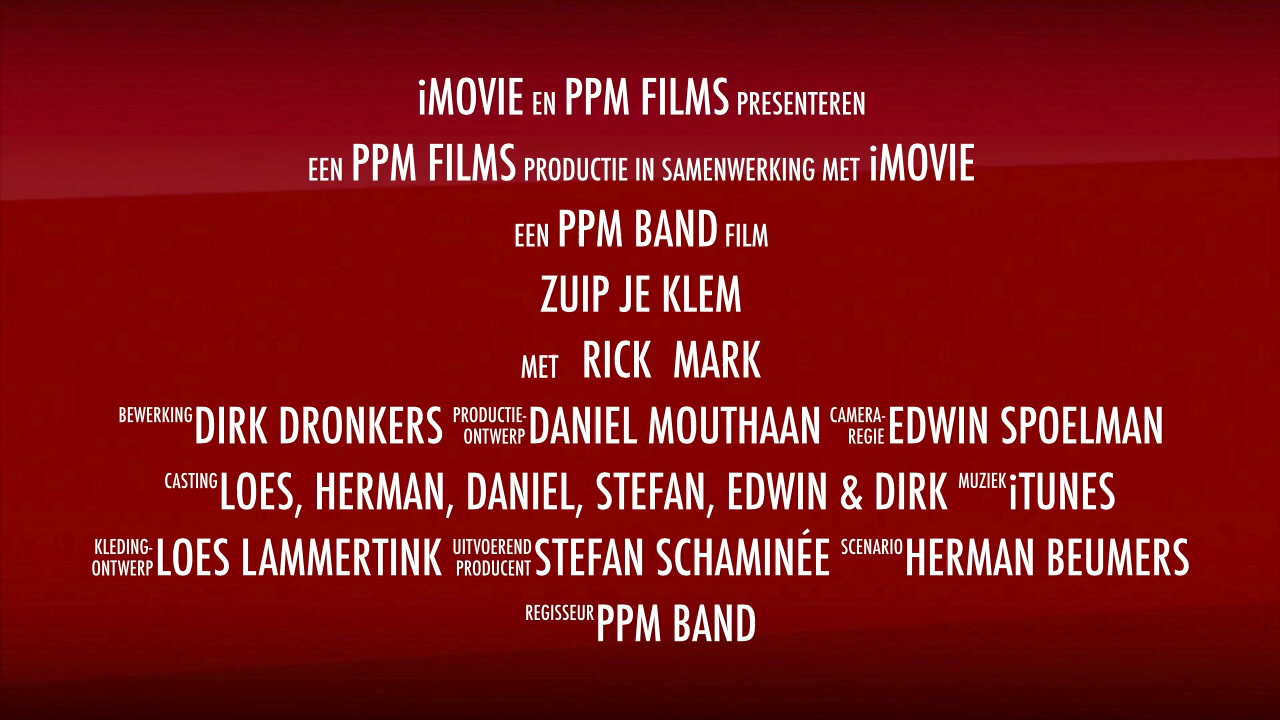 iMOVIE EN PPM FILMS PRESENTEREN
EEN PPM FILMS PRODUCTIE IN SAMENWERKING MET iMOVIE
EEN PPM BAND FILM
ZUIP JE KLEM
MET RICK MARK
BEWERKING DIRK DRONKERS PRODUCTIE-ONTWERP DANIEL MOUTHAAN CAMERA-REGIE EDWIN SPOELMAN
CASTING LOES, HERMAN, DANIEL, STEFAN, EDWIN & DIRK MUZIEK iTUNES
KLEDING-ONTWERP LOES LAMMERTINK UITVOEREND PRODUCENT STEFAN SCHAMINÉE SCENARIO HERMAN BEUMERS
REGISSEUR PPM BAND